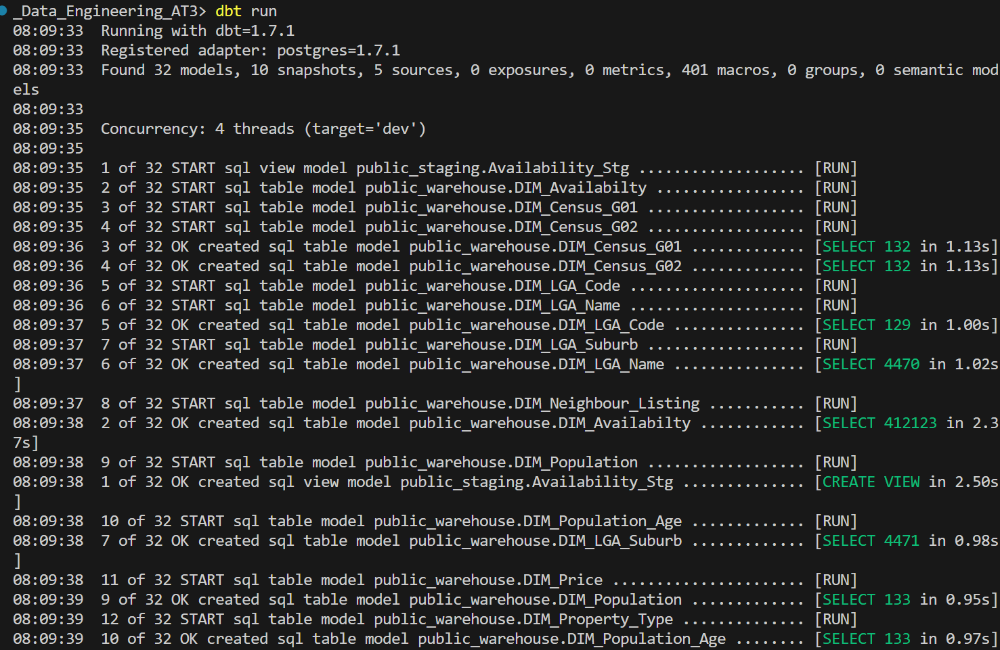 _Data_Engineering_AT3> dbt run
08:09:33  Running with dbt=1.7.1
08:09:33  Registered adapter: postgres=1.7.1
08:09:33  Found 32 models, 10 snapshots, 5 sources, 0 exposures, 0 metrics, 401 macros, 0 groups, 0 semantic mod
els
08:09:33
08:09:35  Concurrency: 4 threads (target='dev')
08:09:35
08:09:35  1 of 32 START sql view model public_staging.Availability_Stg ................... [RUN]
08:09:35  2 of 32 START sql table model public_warehouse.DIM_Availabilty ................. [RUN]
08:09:35  3 of 32 START sql table model public_warehouse.DIM_Census_G01 .................. [RUN]
08:09:35  4 of 32 START sql table model public_warehouse.DIM_Census_G02 .................. [RUN]
08:09:36  3 of 32 OK created sql table model public_warehouse.DIM_Census_G01 ............. [SELECT 132 in 1.13s]
08:09:36  4 of 32 OK created sql table model public_warehouse.DIM_Census_G02 ............. [SELECT 132 in 1.13s]
08:09:36  5 of 32 START sql table model public_warehouse.DIM_LGA_Code .................... [RUN]
08:09:36  6 of 32 START sql table model public_warehouse.DIM_LGA_Name .................... [RUN]
08:09:37  5 of 32 OK created sql table model public_warehouse.DIM_LGA_Code ............... [SELECT 129 in 1.00s]
08:09:37  7 of 32 START sql table model public_warehouse.DIM_LGA_Suburb .................. [RUN]
08:09:37  6 of 32 OK created sql table model public_warehouse.DIM_LGA_Name ............... [SELECT 4470 in 1.02s
]
08:09:37  8 of 32 START sql table model public_warehouse.DIM_Neighbour_Listing ........... [RUN]
08:09:38  2 of 32 OK created sql table model public_warehouse.DIM_Availabilty ............ [SELECT 412123 in 2.3
7s]
08:09:38  9 of 32 START sql table model public_warehouse.DIM_Population .................. [RUN]
08:09:38  1 of 32 OK created sql view model public_staging.Availability_Stg .............. [CREATE VIEW in 2.50s
]
08:09:38  10 of 32 START sql table model public_warehouse.DIM_Population_Age ............. [RUN]
08:09:38  7 of 32 OK created sql table model public_warehouse.DIM_LGA_Suburb ............. [SELECT 4471 in 0.98s
]
08:09:38  11 of 32 START sql table model public_warehouse.DIM_Price ...................... [RUN]
08:09:39  9 of 32 OK created sql table model public_warehouse.DIM_Population ............. [SELECT 133 in 0.95s]
08:09:39  12 of 32 START sql table model public_warehouse.DIM_Property_Type .............. [RUN]
08:09:39  10 of 32 OK created sql table model public_warehouse.DIM_Population_Age ........ [SELECT 133 in 0.97s]